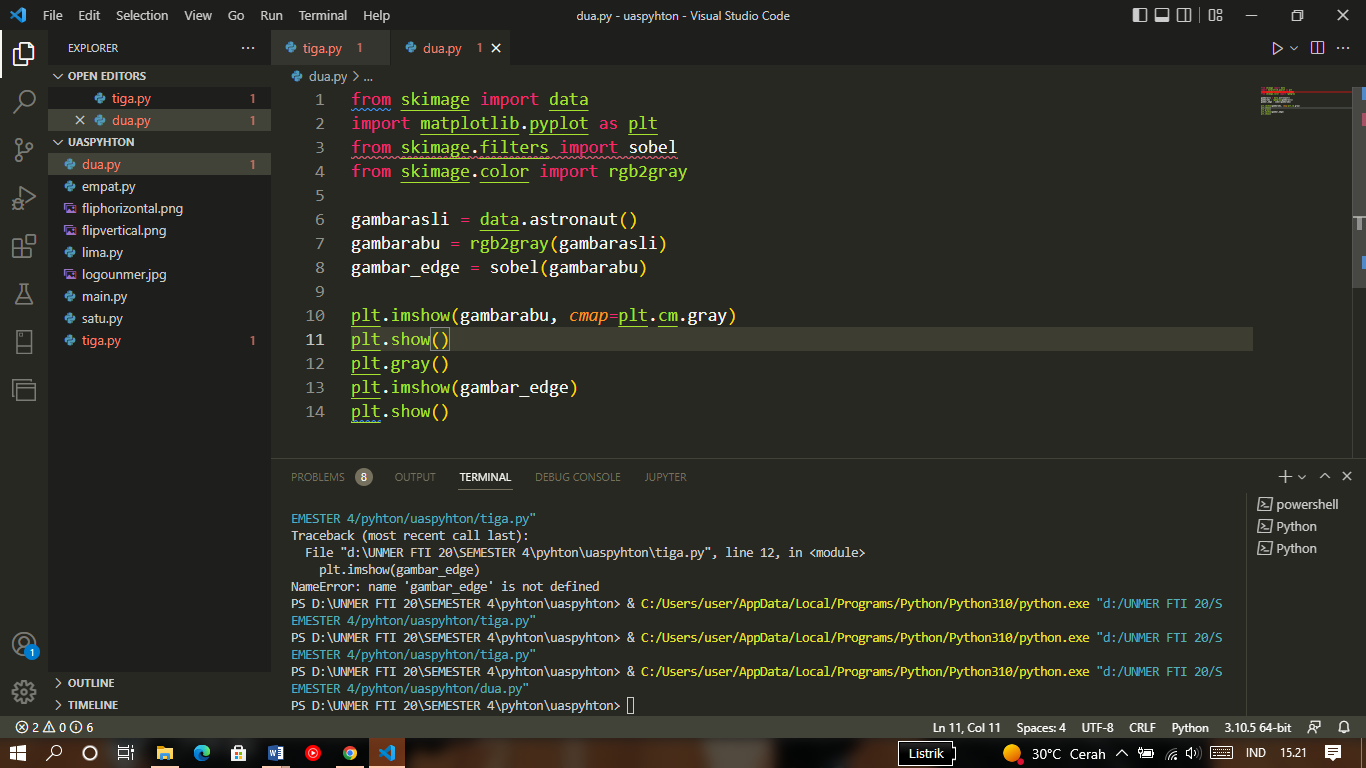 File Edit Selection View Go Run Terminal Help dua.py - uaspyhton - Visual Studio Code
EXPLORER
OPEN EDITORS
tiga.py 1
dua.py 1
UASPYHTON
dua.py 1
empat.py
fliphorizontal.png
flipvertical.png
lima.py
logounmer.jpg
main.py
satu.py
tiga.py 1
OUTLINE
TIMELINE
tiga.py 1 dua.py 1
dua.py > ...
1 from skimage import data
2 import matplotlib.pyplot as plt
3 from skimage.filters import sobel
4 from skimage.color import rgb2gray
5
6 gambarasli = data.astronaut()
7 gambarabu = rgb2gray(gambarasli)
8 gambar_edge = sobel(gambarabu)
9
10 plt.imshow(gambarabu, cmap=plt.cm.gray)
11 plt.show()
12 plt.gray()
13 plt.imshow(gambar_edge)
14 plt.show()
PROBLEMS 8 OUTPUT TERMINAL DEBUG CONSOLE JUPYTER
EMESTER 4/pyhton/uaspyhton/tiga.py"
Traceback (most recent call last):
File "d:\UNMER FTI 20\SEMESTER 4\pyhton\uaspyhton\tiga.py", line 12, in <module>
plt.imshow(gambar_edge)
NameError: name 'gambar_edge' is not defined
PS D:\UNMER FTI 20\SEMESTER 4\pyhton\uaspyhton> & C:/Users/user/AppData/Local/Programs/Python/Python310/python.exe "d:/UNMER FTI 20/S
EMESTER 4/pyhton/uaspyhton/tiga.py"
PS D:\UNMER FTI 20\SEMESTER 4\pyhton\uaspyhton> & C:/Users/user/AppData/Local/Programs/Python/Python310/python.exe "d:/UNMER FTI 20/S
EMESTER 4/pyhton/uaspyhton/tiga.py"
PS D:\UNMER FTI 20\SEMESTER 4\pyhton\uaspyhton> & C:/Users/user/AppData/Local/Programs/Python/Python310/python.exe "d:/UNMER FTI 20/S
EMESTER 4/pyhton/uaspyhton/dua.py"
PS D:\UNMER FTI 20\SEMESTER 4\pyhton\uaspyhton>
powershell
Python
Python
1
2 0 6 Ln 11, Col 11 Spaces: 4 UTF-8 CRLF Python 3.10.5 64-bit
Listrik 30°C Cerah IND 15.21